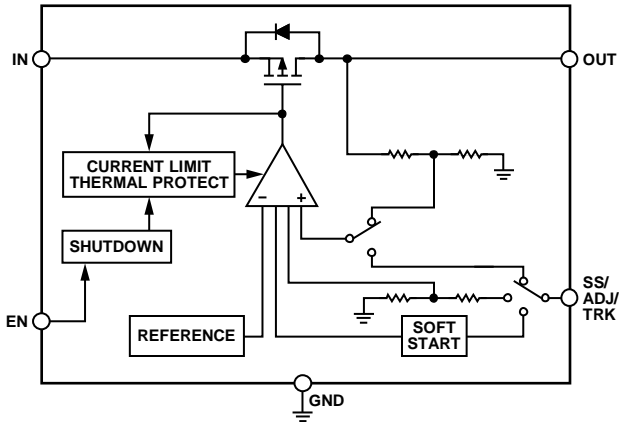 IN
OUT
CURRENT LIMIT
THERMAL PROTECT
−
+
SHUTDOWN
SS/
ADJ/
TRK
EN
REFERENCE
SOFT
START
GND